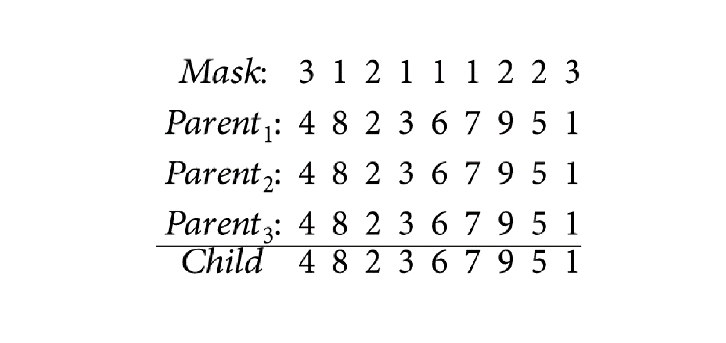 Mask: 3 1 2 1 1 1 2 2 3
Parent₁: 4 8 2 3 6 7 9 5 1
Parent₂: 4 8 2 3 6 7 9 5 1
Parent₃: 4 8 2 3 6 7 9 5 1
Child 4 8 2 3 6 7 9 5 1